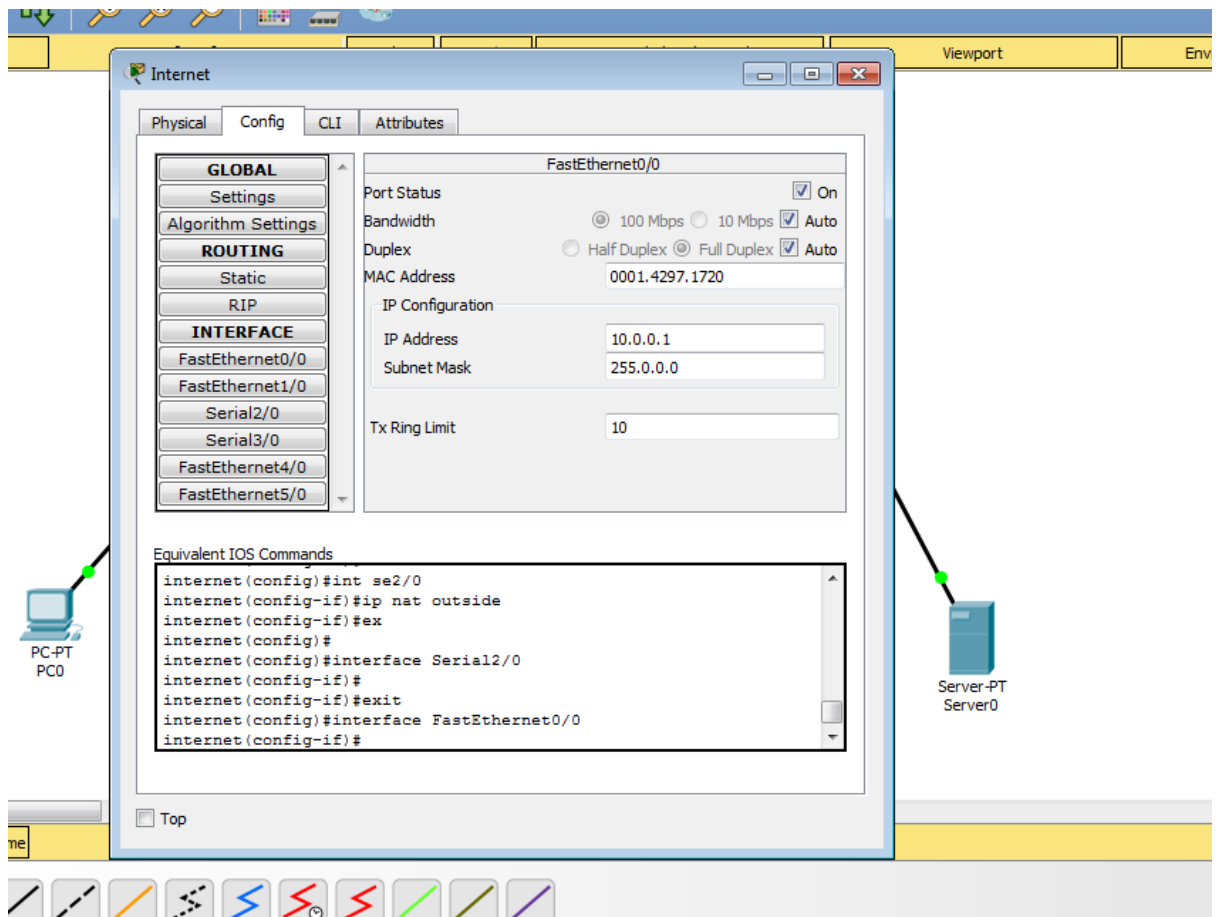 Viewport
Env
Internet
Physical
Config
CLI
Attributes
GLOBAL
Settings
Algorithm Settings
ROUTING
Static
RIP
INTERFACE
FastEthernet0/0
FastEthernet1/0
Serial2/0
Serial3/0
FastEthernet4/0
FastEthernet5/0
FastEthernet0/0
Port Status On
Bandwidth 100 Mbps 10 Mbps Auto
Duplex Half Duplex Full Duplex Auto
MAC Address 0001.4297.1720
IP Configuration
IP Address 10.0.0.1
Subnet Mask 255.0.0.0
Tx Ring Limit 10
Equivalent IOS Commands
internet(config)#int se2/0
internet(config-if)#ip nat outside
internet(config-if)#ex
internet(config)#
internet(config)#interface Serial2/0
internet(config-if)#
internet(config-if)#exit
internet(config)#interface FastEthernet0/0
internet(config-if)#
PC-PT
PC0
Server-PT
Server0
Top
me